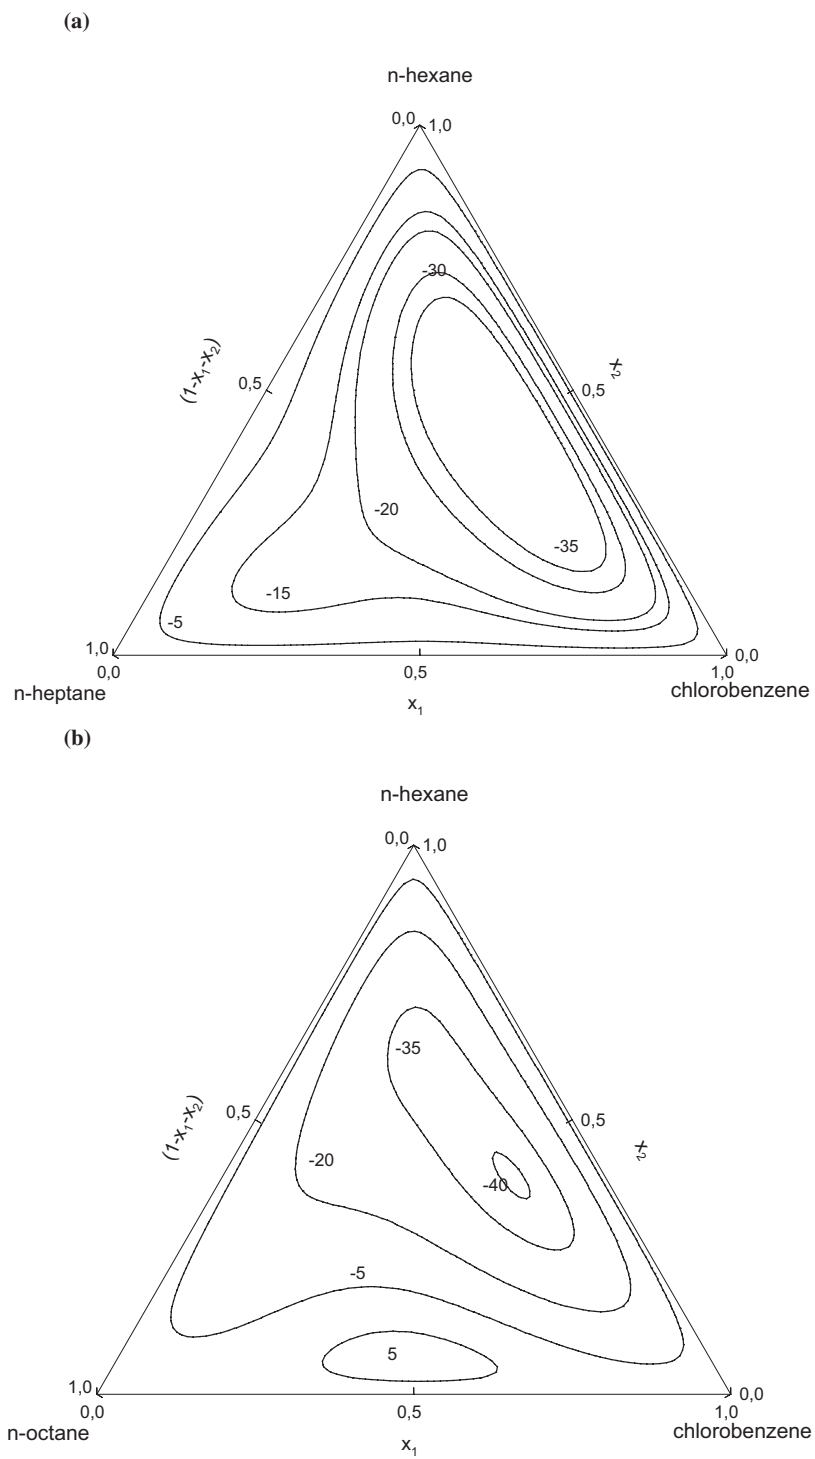 (a)
n-hexane
0,0 1,0
-30
(1-x₁-x₂)
x₂
0,5 0,5
-20
-35
-15
-5
1,0 0,0
0,0 0,5 1,0
n-heptane chlorobenzene
x₁
(b)
n-hexane
0,0 1,0
-35
(1-x₁-x₂)
0,5 0,5
x₂
-20
-40
-5
5
1,0 0,0
0,0 0,5 1,0
n-octane chlorobenzene
x₁